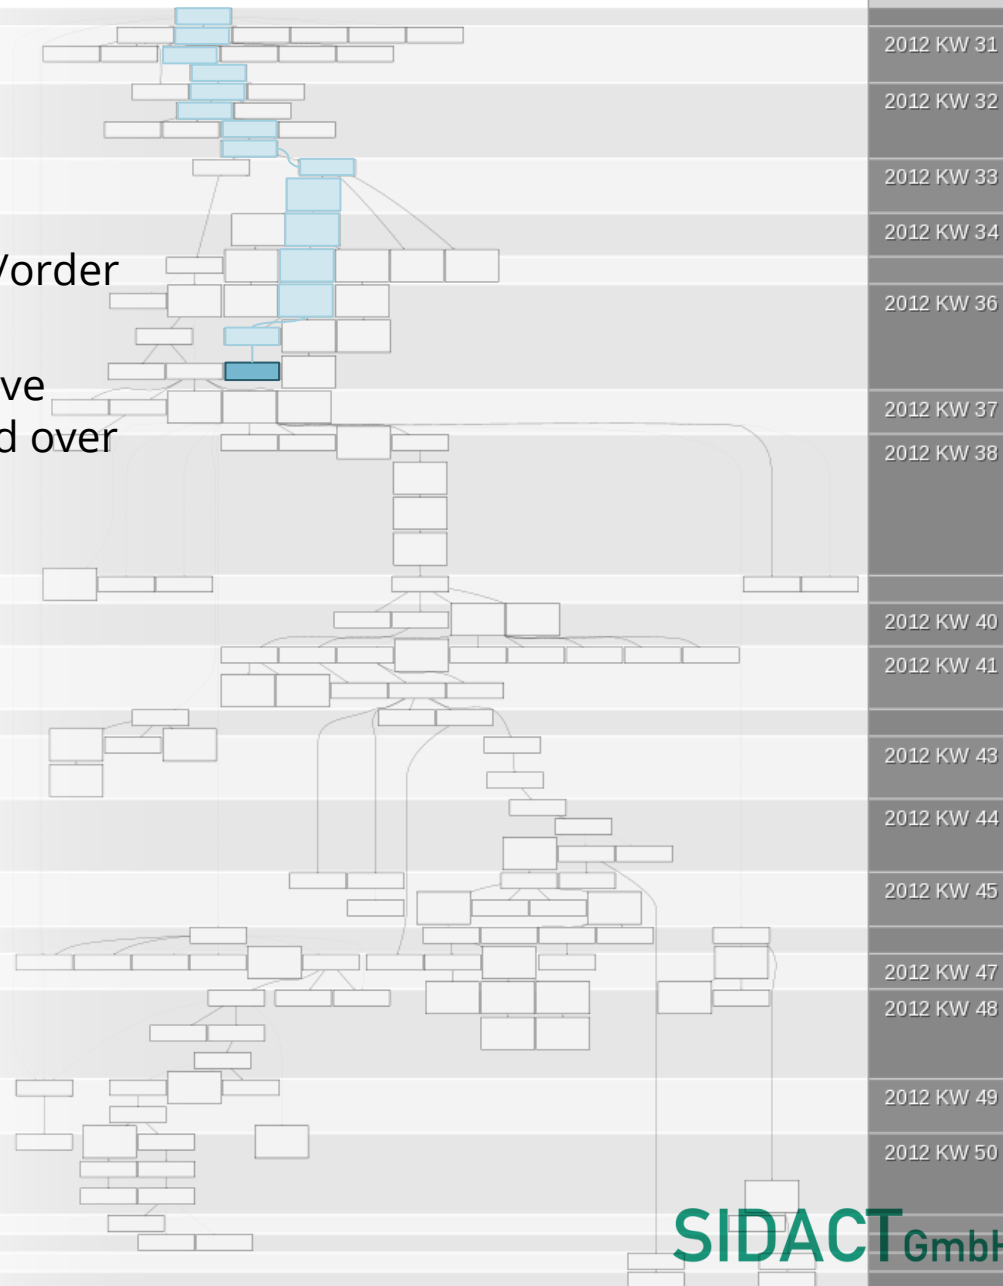 2012 KW 31
2012 KW 32
2012 KW 33
2012 KW 34
/order
2012 KW 36
ve
2012 KW 37
d over
2012 KW 38
2012 KW 40
2012 KW 41
2012 KW 43
2012 KW 44
2012 KW 45
2012 KW 47
2012 KW 48
2012 KW 49
2012 KW 50
SIDACT GmbH